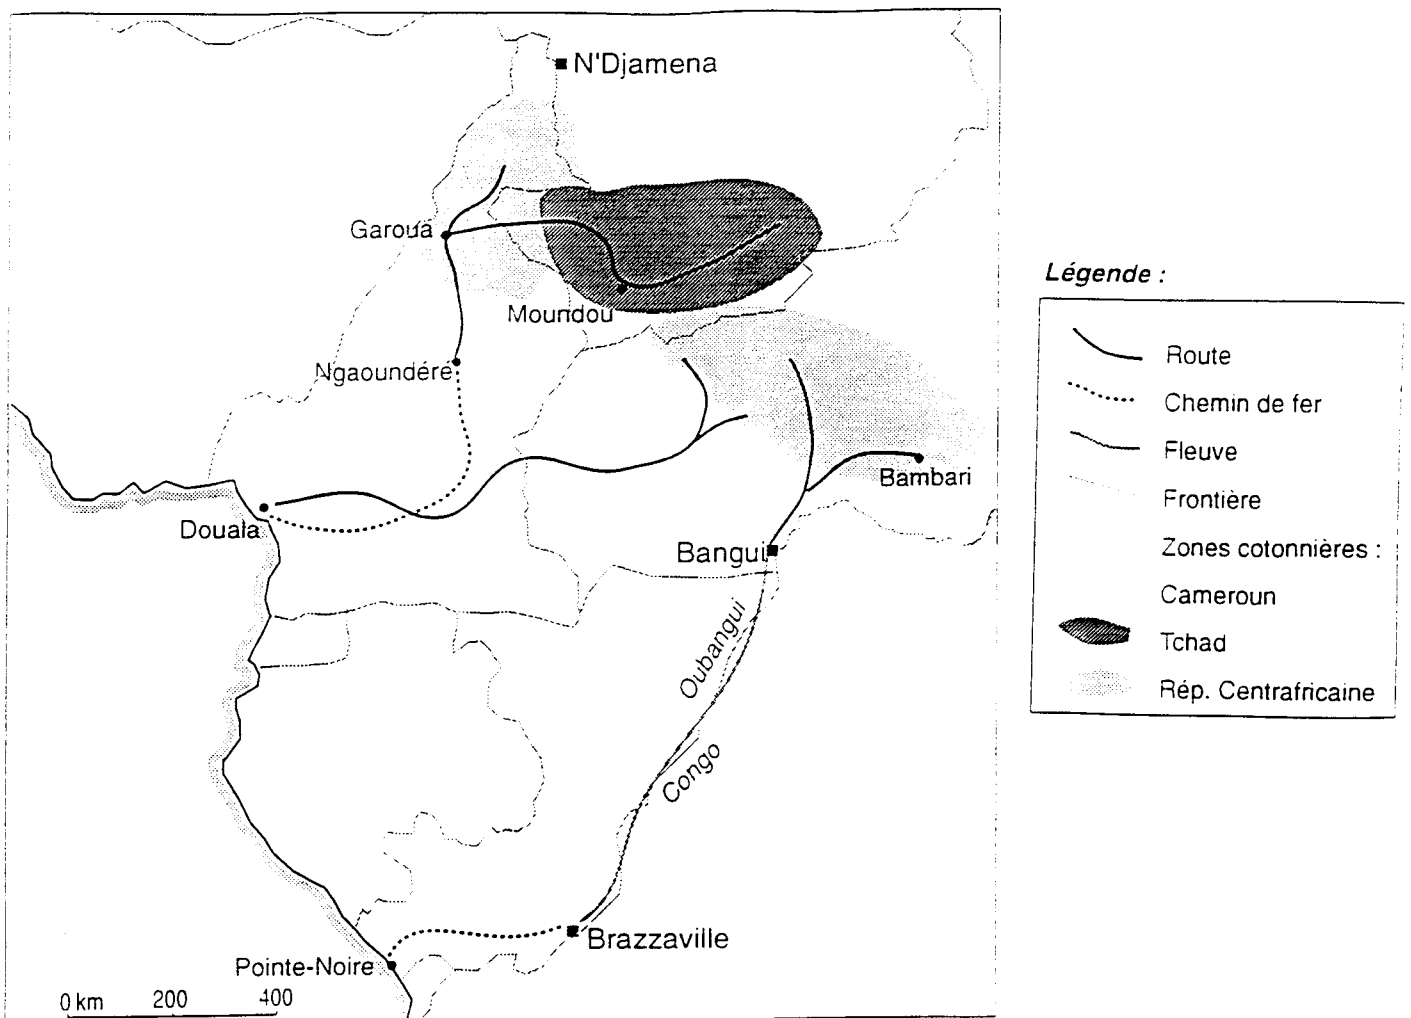 N'Djamena
Garoua
Moundou
Ngaoundéré
Bambari
Douala
Bangui
Oubangui
Congo
Brazzaville
Pointe-Noire
0 km 200 400
Légende :
Route
Chemin de fer
Fleuve
Frontière
Zones cotonnières :
Cameroun
Tchad
Rép. Centrafricaine